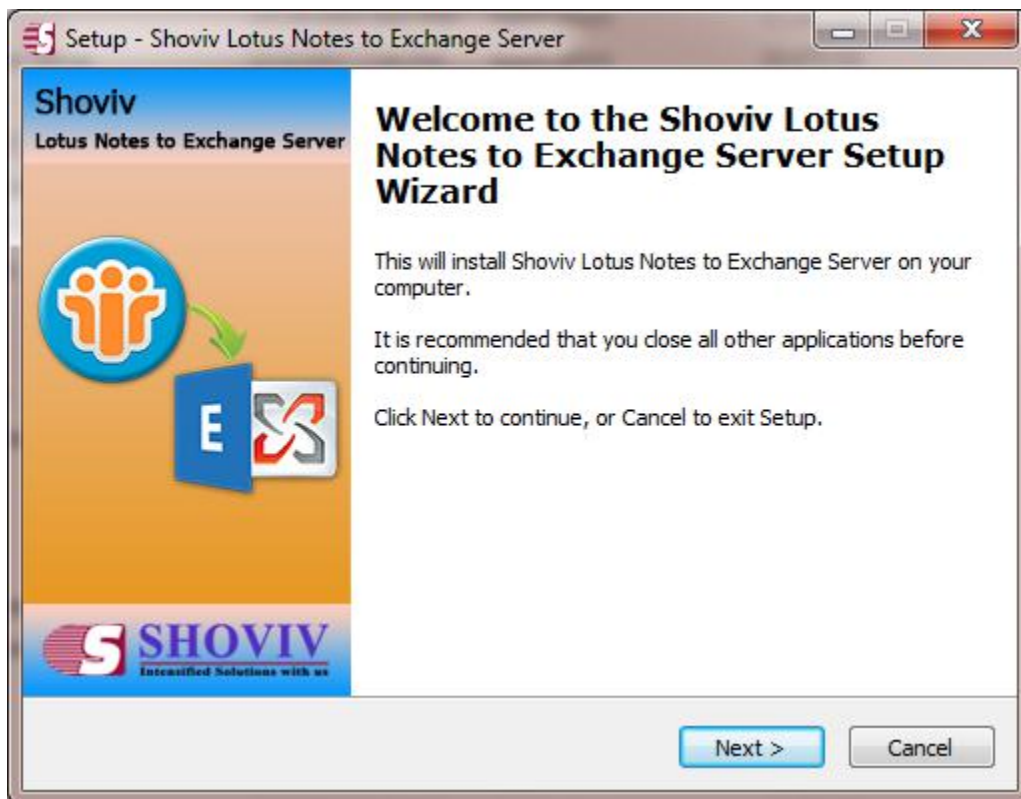 Setup - Shoviv Lotus Notes to Exchange Server
Shoviv
Lotus Notes to Exchange Server
Welcome to the Shoviv Lotus
Notes to Exchange Server Setup
Wizard
This will install Shoviv Lotus Notes to Exchange Server on your
computer.
It is recommended that you close all other applications before
continuing.
Click Next to continue, or Cancel to exit Setup.
E
S SHOVIV
Intensified Solutions with us
Next >
Cancel